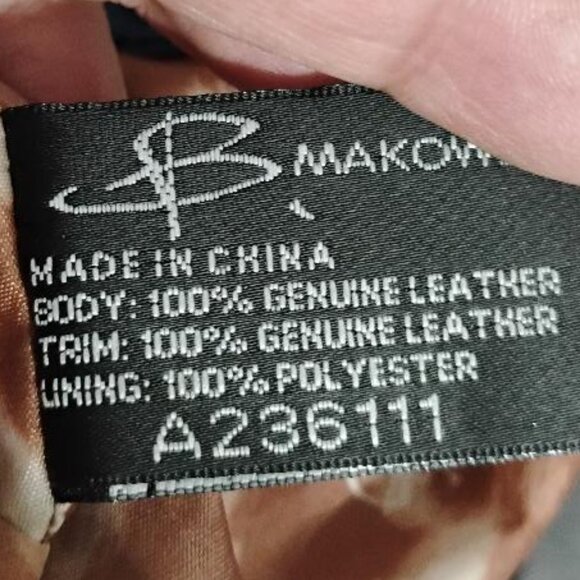 B MAKOW
MADE IN CHINA
BODY: 100% GENUINE LEATHER
TRIM: 100% GENUINE LEATHER
LINING: 100% POLYESTER
A236111